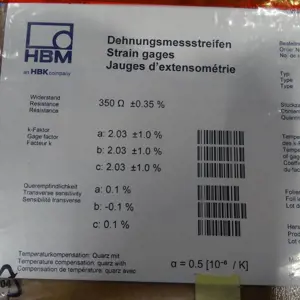 HBM
an HBK company
Dehnungsmessstreifen
Strain gages
Jauges d'extensométrie
Widerstand
Resistance
Résistance
350 Ω ±0.35 %
k-Faktor
Gage factor
Facteur k
a: 2.03 ±1.0 %
b: 2.03 ±1.0 %
c: 2.03 ±1.0 %
Querempfindlichkeit
Transverse sensitivity
Sensibilité transverse
a: 0.1 %
b: -0.1 %
c: 0.1 %
Temperaturkompensation: Quarz mit
Temperature compensation: quarz with
Compensation de température: quarz avec
α = 0.5 [10⁻⁶ / K]